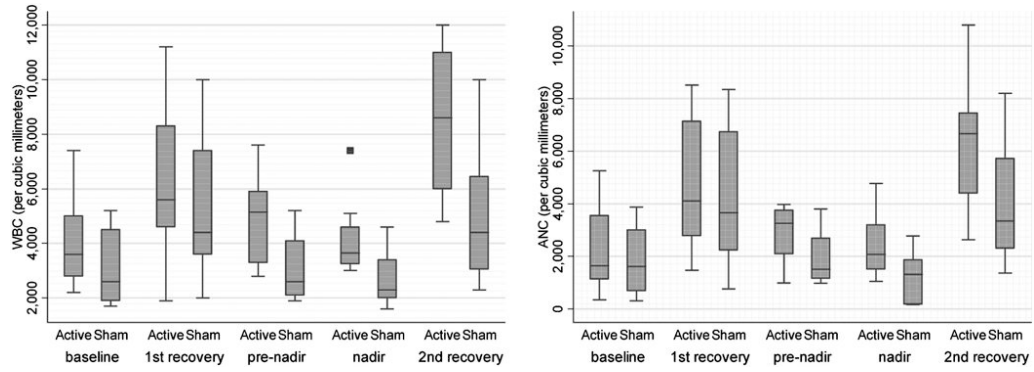 WBC (per cubic millimeters)
12,000
10,000
8,000
6,000
4,000
2,000
Active Sham Active Sham Active Sham Active Sham Active Sham
baseline 1st recovery pre-nadir nadir 2nd recovery
ANC (per cubic millimeters)
10,000
8,000
6,000
4,000
2,000
0
Active Sham Active Sham Active Sham Active Sham Active Sham
baseline 1st recovery pre-nadir nadir 2nd recovery